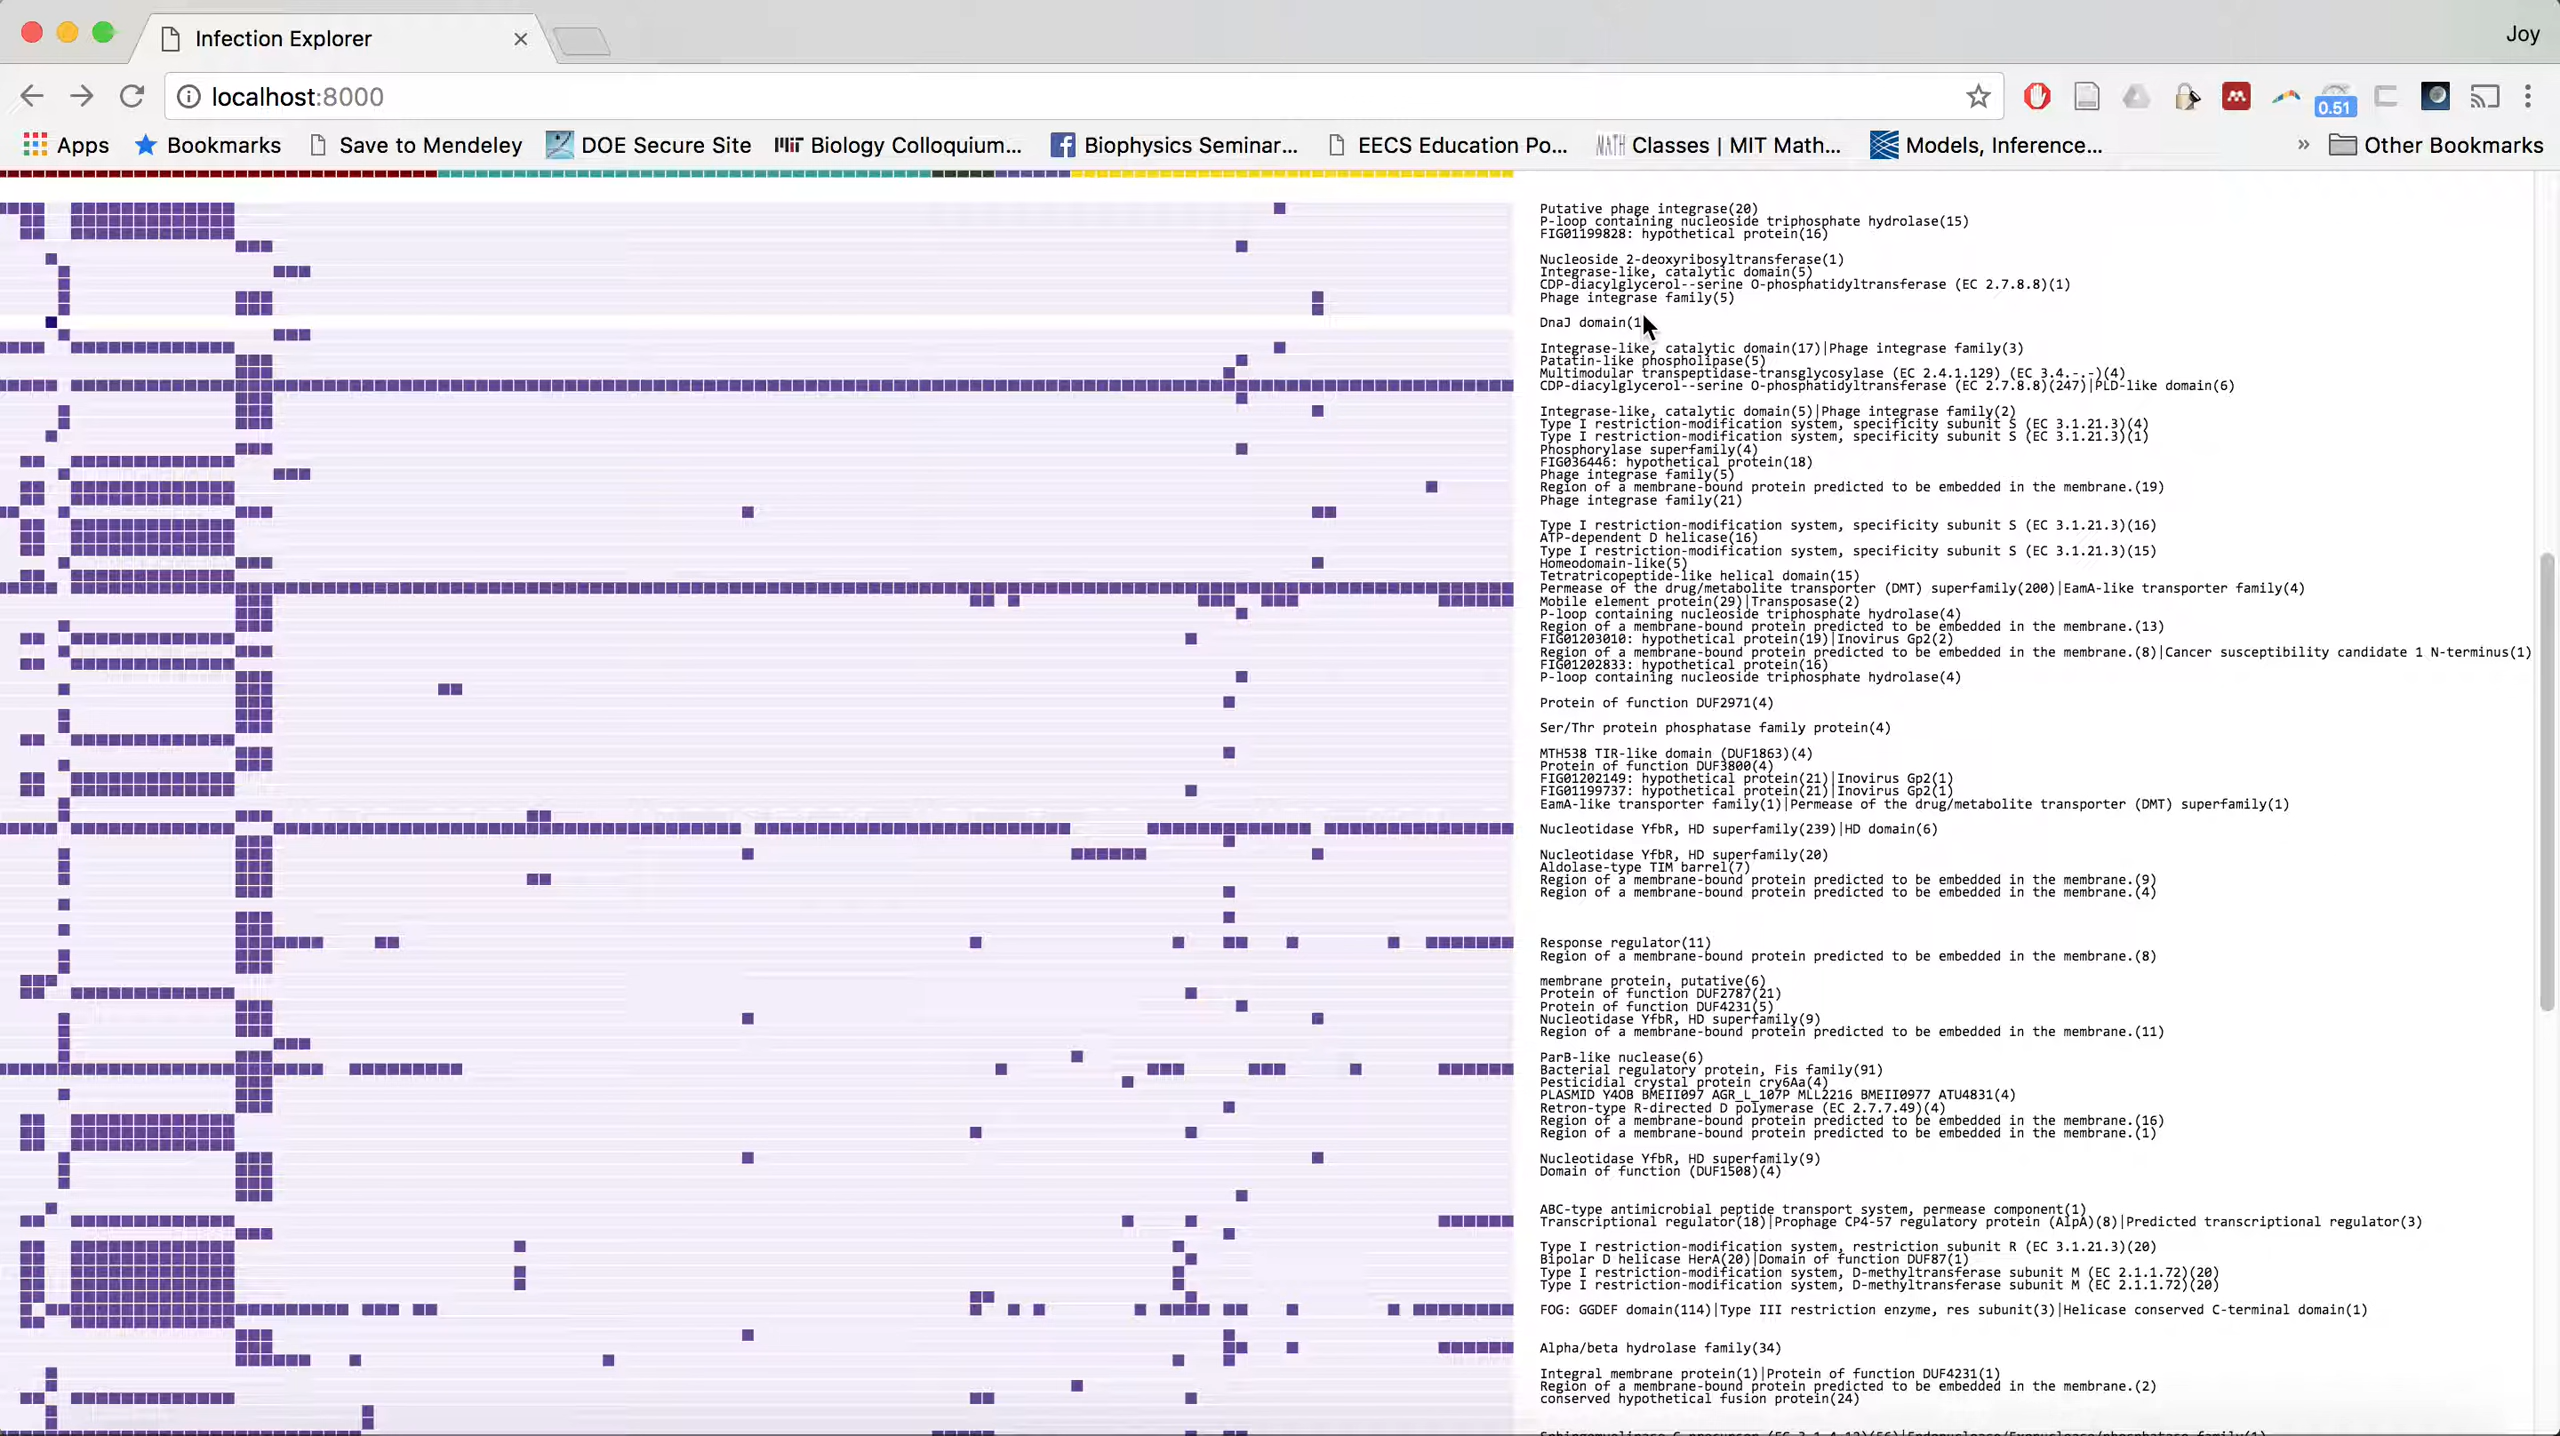 Infection Explorer
Joy
localhost:8000
0.51
Apps Bookmarks Save to Mendeley DOE Secure Site MIT Biology Colloquium... Biophysics Seminar... EECS Education Po... MATH Classes | MIT Math... Models, Inference... » Other Bookmarks
Putative phage integrase(20)
P-loop containing nucleoside triphosphate hydrolase(15)
FIG01199828: hypothetical protein(16)
Nucleoside 2-deoxyribosyltransferase(1)
Integrase-like, catalytic domain(5)
CDP-diacylglycerol--serine O-phosphatidyltransferase (EC 2.7.8.8)(1)
Phage integrase family(5)
DnaJ domain(1
Integrase-like, catalytic domain(17)|Phage integrase family(3)
Patatin-like phospholipase(5)
Multimodular transpeptidase-transglycosylase (EC 2.4.1.129) (EC 3.4.-.-)(4)
CDP-diacylglycerol--serine O-phosphatidyltransferase (EC 2.7.8.8)(247)|PLD-like domain(6)
Integrase-like, catalytic domain(5)|Phage integrase family(2)
Type I restriction-modification system, specificity subunit S (EC 3.1.21.3)(4)
Type I restriction-modification system, specificity subunit S (EC 3.1.21.3)(1)
Phosphorylase superfamily(4)
FIG036446: hypothetical protein(18)
Phage integrase family(5)
Region of a membrane-bound protein predicted to be embedded in the membrane.(19)
Phage integrase family(21)
Type I restriction-modification system, specificity subunit S (EC 3.1.21.3)(16)
ATP-dependent D helicase(16)
Type I restriction-modification system, specificity subunit S (EC 3.1.21.3)(15)
Homeodomain-like(5)
Tetratricopeptide-like helical domain(15)
Permease of the drug/metabolite transporter (DMT) superfamily(200)|EamA-like transporter family(4)
Mobile element protein(29)|Transposase(2)
P-loop containing nucleoside triphosphate hydrolase(4)
Region of a membrane-bound protein predicted to be embedded in the membrane.(13)
FIG01203010: hypothetical protein(19)|Inovirus Gp2(2)
Region of a membrane-bound protein predicted to be embedded in the membrane.(8)|Cancer susceptibility candidate 1 N-terminus(1)
FIG01202833: hypothetical protein(16)
P-loop containing nucleoside triphosphate hydrolase(4)
Protein of function DUF2971(4)
Ser/Thr protein phosphatase family protein(4)
MTH538 TIR-like domain (DUF1863)(4)
Protein of function DUF3800(4)
FIG01202149: hypothetical protein(21)|Inovirus Gp2(1)
FIG01199737: hypothetical protein(21)|Inovirus Gp2(1)
EamA-like transporter family(1)|Permease of the drug/metabolite transporter (DMT) superfamily(1)
Nucleotidase YfbR, HD superfamily(239)|HD domain(6)
Nucleotidase YfbR, HD superfamily(20)
Aldolase-type TIM barrel(7)
Region of a membrane-bound protein predicted to be embedded in the membrane.(9)
Region of a membrane-bound protein predicted to be embedded in the membrane.(4)
Response regulator(11)
Region of a membrane-bound protein predicted to be embedded in the membrane.(8)
membrane protein, putative(6)
Protein of function DUF2787(21)
Protein of function DUF4231(5)
Nucleotidase YfbR, HD superfamily(9)
Region of a membrane-bound protein predicted to be embedded in the membrane.(11)
ParB-like nuclease(6)
Bacterial regulatory protein, Fis family(91)
Pesticidial crystal protein cry6Aa(4)
PLASMID Y4OB BMEII097 AGR_L_107P MLL2216 BMEII0977 ATU4831(4)
Retron-type R-directed D polymerase (EC 2.7.7.49)(4)
Region of a membrane-bound protein predicted to be embedded in the membrane.(16)
Region of a membrane-bound protein predicted to be embedded in the membrane.(1)
Nucleotidase YfbR, HD superfamily(9)
Domain of function (DUF1508)(4)
ABC-type antimicrobial peptide transport system, permease component(1)
Transcriptional regulator(18)|Prophage CP4-57 regulatory protein (AlpA)(8)|Predicted transcriptional regulator(3)
Type I restriction-modification system, restriction subunit R (EC 3.1.21.3)(20)
Bipolar D helicase HerA(20)|Domain of function DUF87(1)
Type I restriction-modification system, D-methyltransferase subunit M (EC 2.1.1.72)(20)
Type I restriction-modification system, D-methyltransferase subunit M (EC 2.1.1.72)(20)
FOG: GGDEF domain(114)|Type III restriction enzyme, res subunit(3)|Helicase conserved C-terminal domain(1)
Alpha/beta hydrolase family(34)
Integral membrane protein(1)|Protein of function DUF4231(1)
Region of a membrane-bound protein predicted to be embedded in the membrane.(2)
conserved hypothetical fusion protein(24)